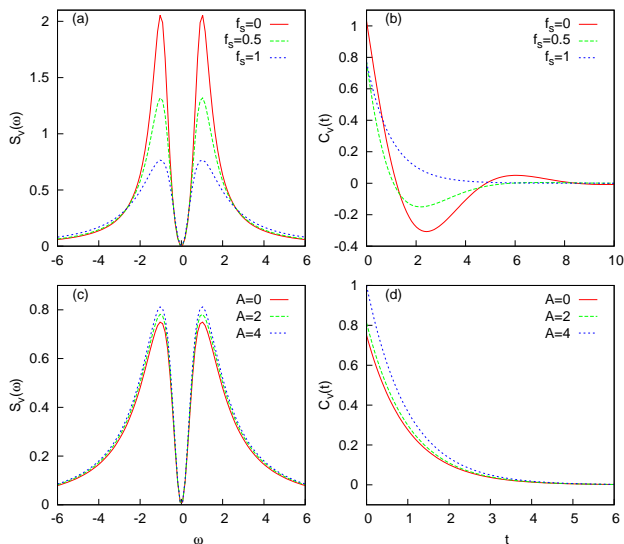 (a)
f_s=0
f_s=0.5
f_s=1
S_V(ω)
2
1.5
1
0.5
0
-6 -4 -2 0 2 4 6
(b)
f_s=0
f_s=0.5
f_s=1
C_V(t)
1
0.8
0.6
0.4
0.2
0
-0.2
-0.4
0 2 4 6 8 10
(c)
A=0
A=2
A=4
S_V(ω)
0.8
0.6
0.4
0.2
0
-6 -4 -2 0 2 4 6
ω
(d)
A=0
A=2
A=4
C_V(t)
1
0.8
0.6
0.4
0.2
0
0 1 2 3 4 5 6
t